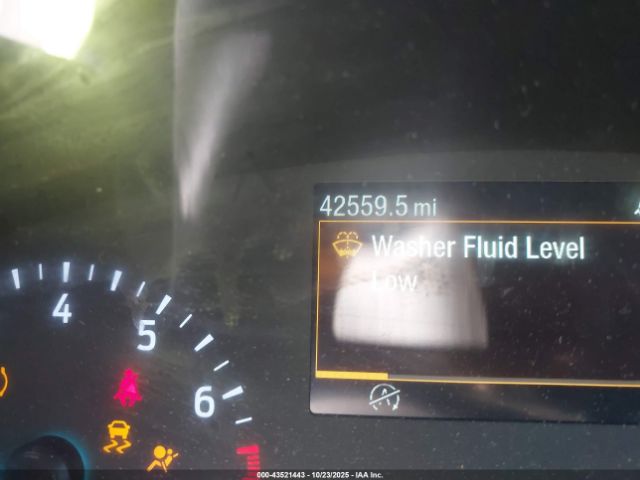 42559.5 mi
Washer Fluid Level
Low
4
5
6
000-43521443 - 10/23/2025 - IAA Inc.